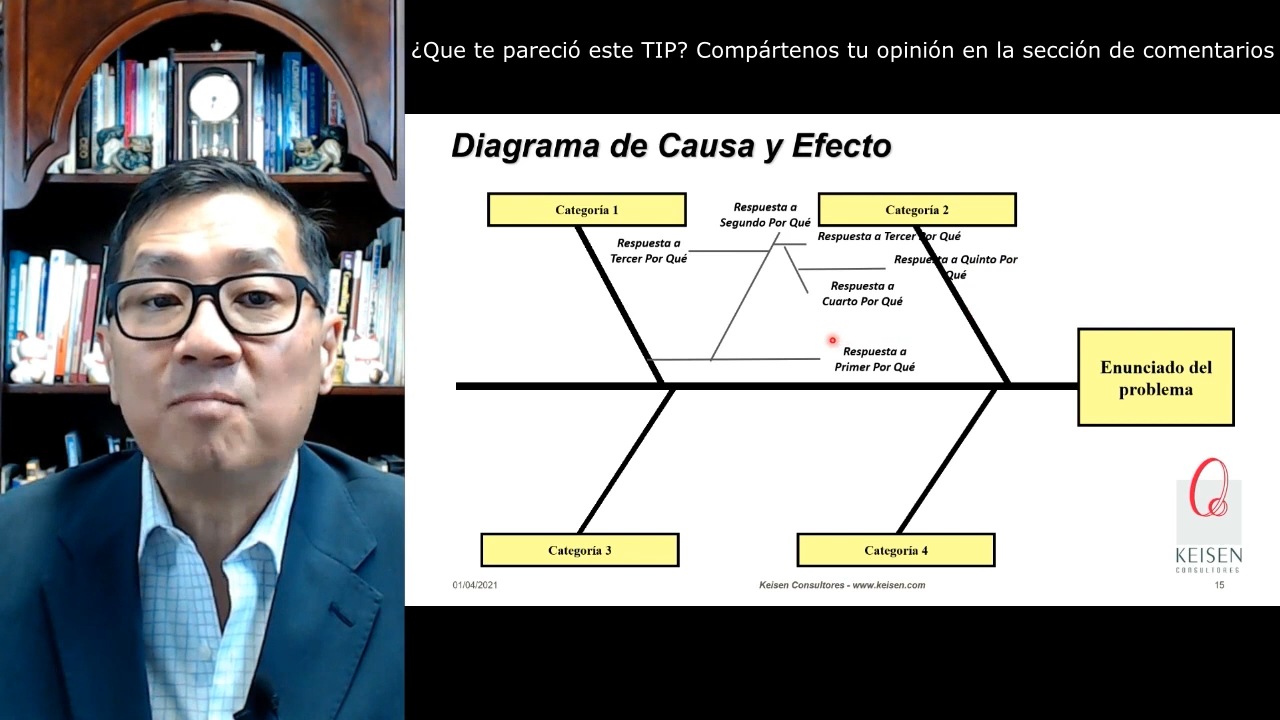 ¿Que te pareció este TIP? Compártenos tu opinión en la sección de comentarios
Diagrama de Causa y Efecto
Categoría 1
Respuesta a
Segundo Por Qué
Categoría 2
Respuesta a
Tercer Por Qué
Respuesta a Tercer Por Qué
Respuesta a Quinto Por
Qué
Respuesta a
Cuarto Por Qué
Respuesta a
Primer Por Qué
Enunciado del
problema
Categoría 3
Categoría 4
KEISEN
CONSULTORES
01/04/2021
Keisen Consultores - www.keisen.com
15